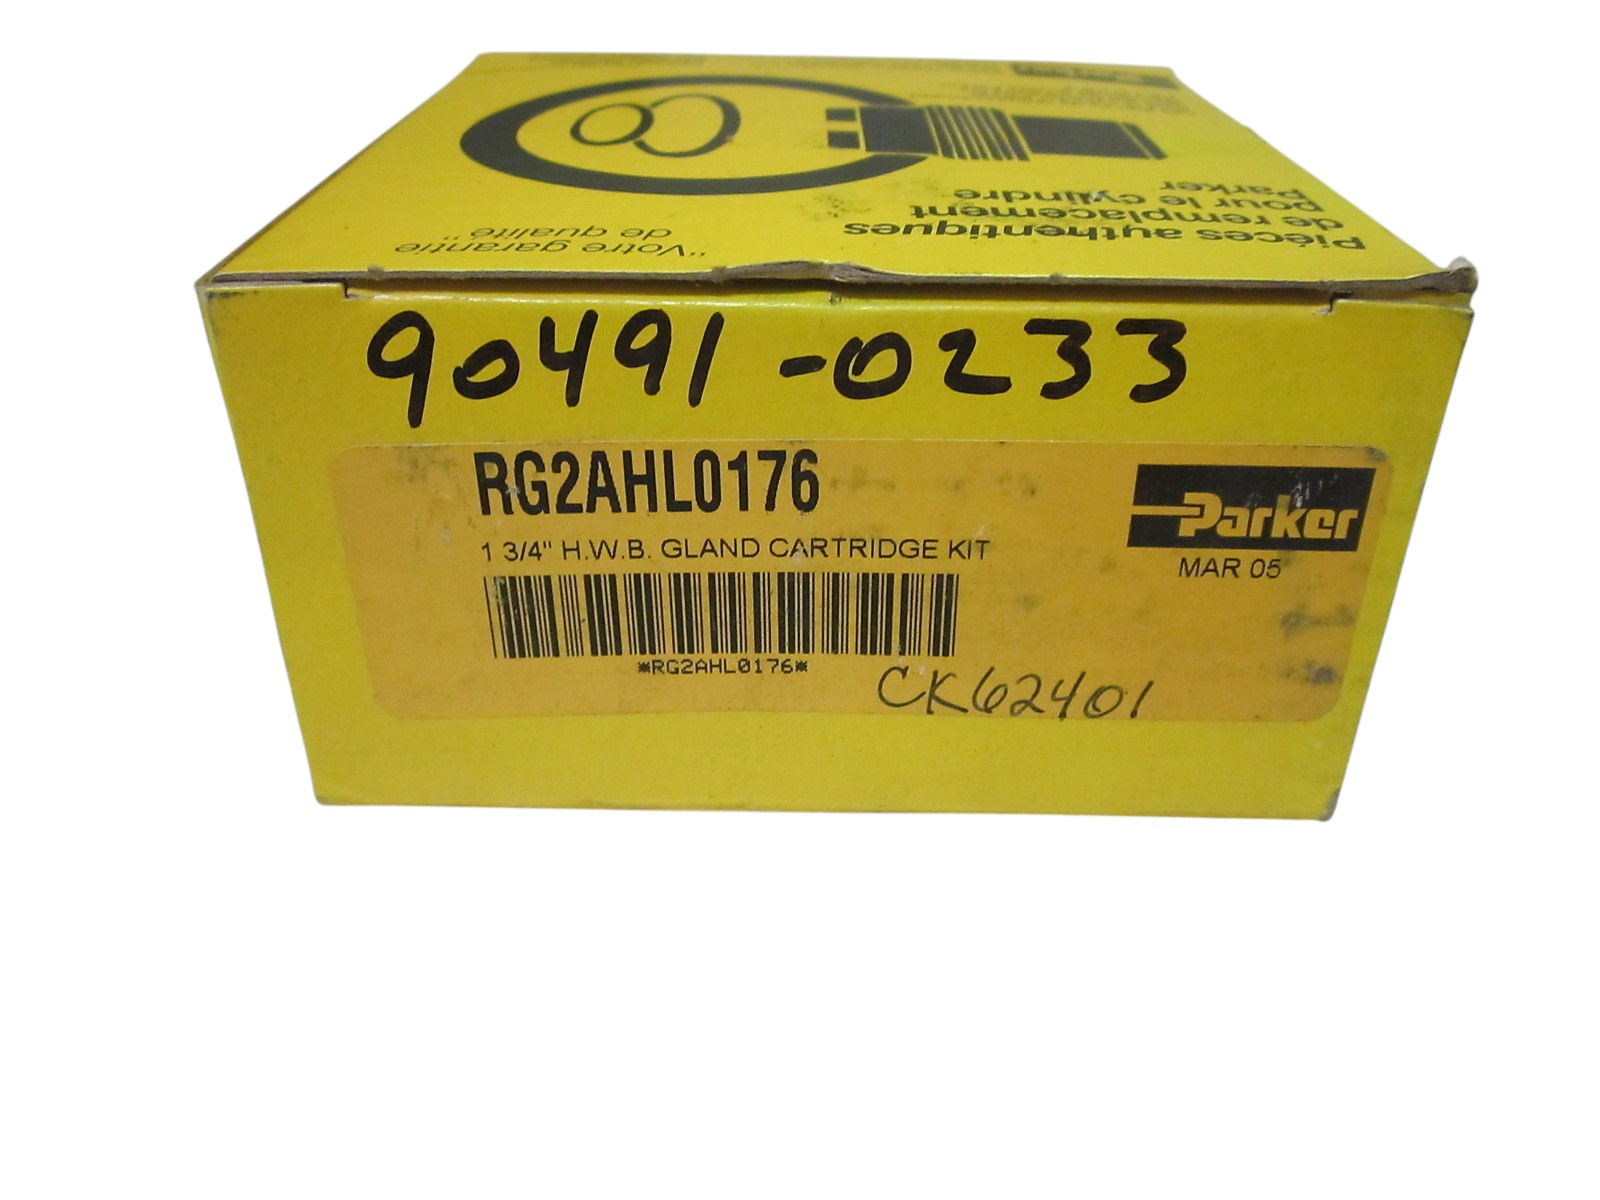 Pièces authentiques
de remplacement
pour le cylindre
Parker
"Votre garantie
de qualité"
90491-0233
RG2AHL0176
1 3/4" H.W.B. GLAND CARTRIDGE KIT
*RG2AHL0176*
Parker
MAR 05
CK62401